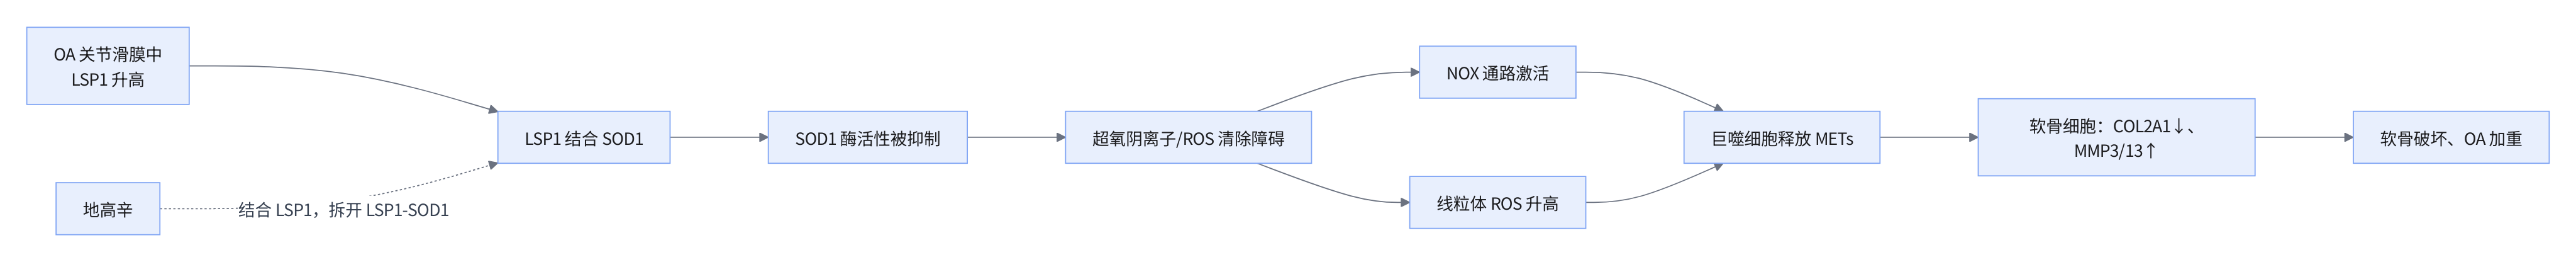 OA 关节滑膜中
LSP1 升高
地高辛
结合 LSP1，拆开 LSP1-SOD1
LSP1 结合 SOD1
SOD1 酶活性被抑制
超氧阴离子/ROS 清除障碍
NOX 通路激活
线粒体 ROS 升高
巨噬细胞释放 METs
软骨细胞：COL2A1↓、
MMP3/13↑
软骨破坏、OA 加重